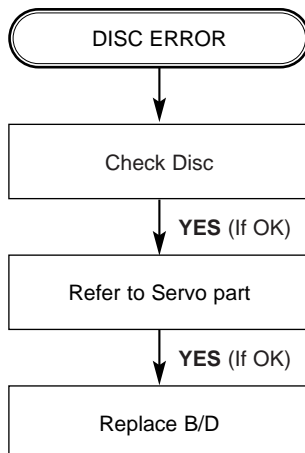 DISC ERROR
Check Disc
YES (If OK)
Refer to Servo part
YES (If OK)
Replace B/D